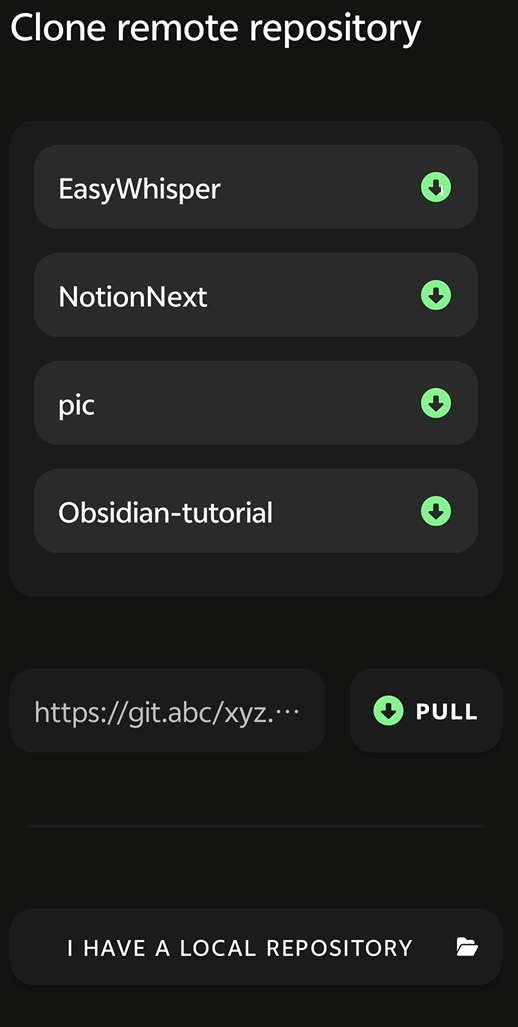 Clone remote repository
EasyWhisper
NotionNext
pic
Obsidian-tutorial
https://git.abc/xyz.⋯
PULL
I HAVE A LOCAL REPOSITORY